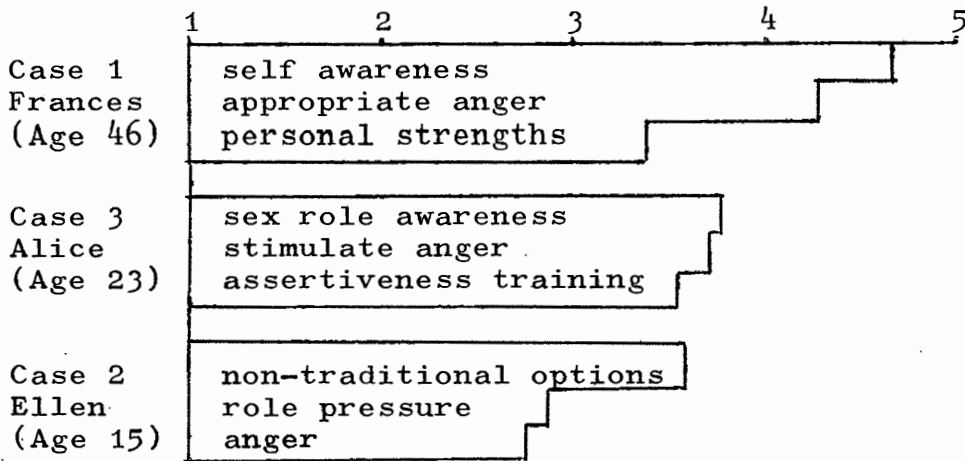 1 2 3 4 5
Case 1 self awareness
Frances appropriate anger
(Age 46) personal strengths
Case 3 sex role awareness
Alice stimulate anger
(Age 23) assertiveness training
Case 2 non-traditional options
Ellen role pressure
(Age 15) anger